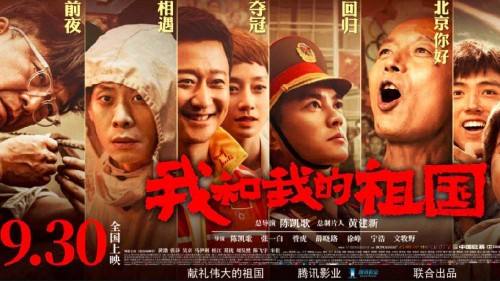 前夜
相遇
夺冠
回归
北京你好
我和我的祖国
总导演 陈凯歌 总制片人 黄建新
导演 陈凯歌 张一白 管虎 薛晓路 徐峥 宁浩 文牧野
9.30
全国上映
献礼伟大的祖国
腾讯影业
联合出品